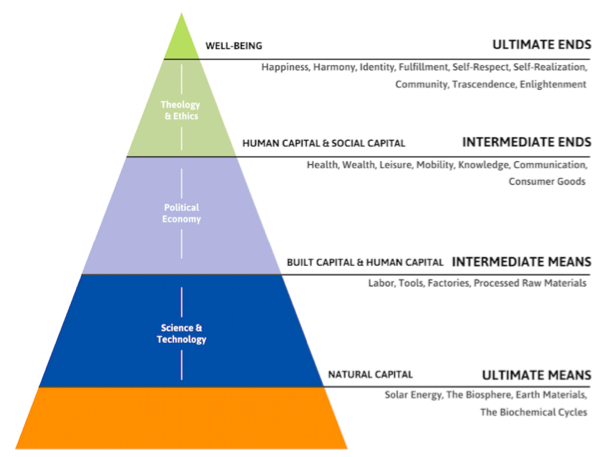 WELL-BEING
ULTIMATE ENDS
Happiness, Harmony, Identity, Fulfillment, Self-Respect, Self-Realization,
Community, Trascendence, Enlightenment
Theology
& Ethics
HUMAN CAPITAL & SOCIAL CAPITAL
INTERMEDIATE ENDS
Health, Wealth, Leisure, Mobility, Knowledge, Communication,
Consumer Goods
Political
Economy
BUILT CAPITAL & HUMAN CAPITAL
INTERMEDIATE MEANS
Labor, Tools, Factories, Processed Raw Materials
Science &
Technology
NATURAL CAPITAL
ULTIMATE MEANS
Solar Energy, The Biosphere, Earth Materials,
The Biochemical Cycles